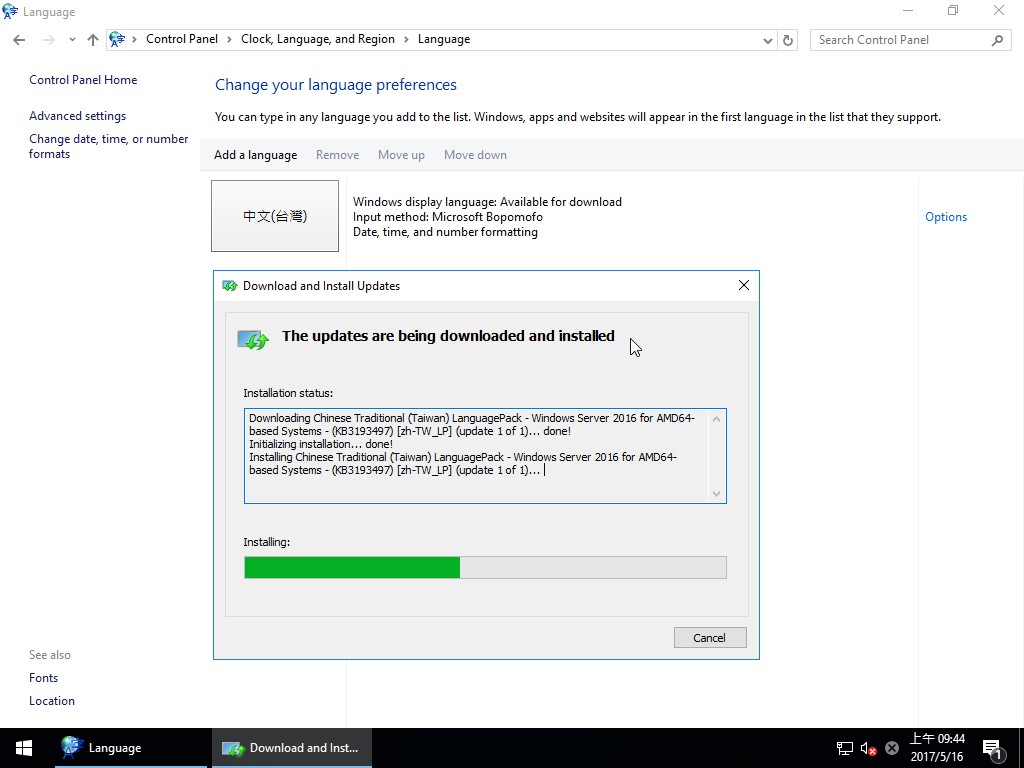 Language
Control Panel
Clock, Language, and Region
Language
Search Control Panel
Control Panel Home
Advanced settings
Change date, time, or number
formats
See also
Fonts
Location
Change your language preferences
You can type in any language you add to the list. Windows, apps and websites will appear in the first language in the list that they support.
Add a language
Remove
Move up
Move down
中文(台灣)
Windows display language: Available for download
Input method: Microsoft Bopomofo
Date, time, and number formatting
Options
Download and Install Updates
The updates are being downloaded and installed
Installation status:
Downloading Chinese Traditional (Taiwan) LanguagePack - Windows Server 2016 for AMD64-
based Systems - (KB3193497) [zh-TW_LP] (update 1 of 1)... done!
Initializing installation... done!
Installing Chinese Traditional (Taiwan) LanguagePack - Windows Server 2016 for AMD64-
based Systems - (KB3193497) [zh-TW_LP] (update 1 of 1)...
Installing:
Cancel
Language
Download and Inst...
上午 09:44
2017/5/16
1